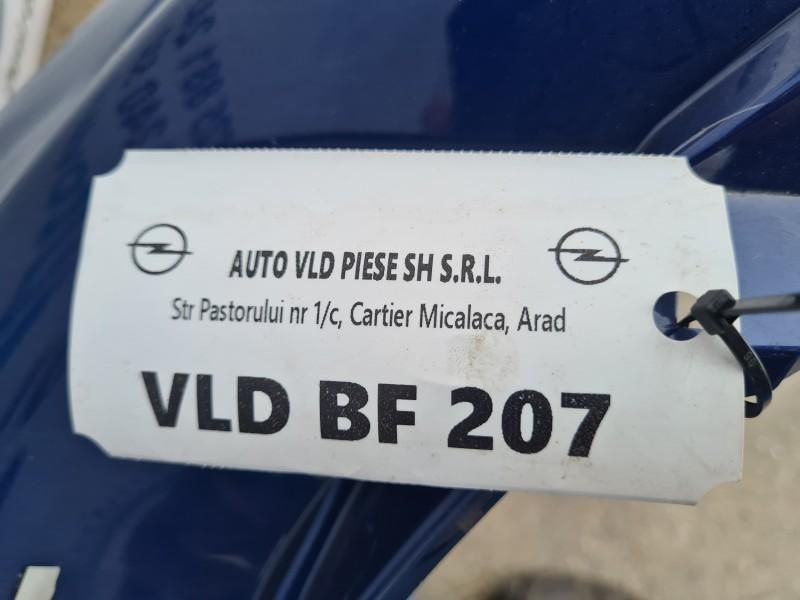 AUTO VLD PIESE SH S.R.L.
Str Pastorului nr 1/c, Cartier Micalaca, Arad
VLD BF 207